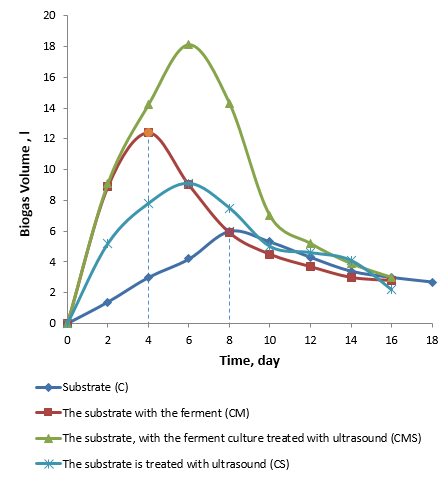 20
18
16
14
12
10
8
6
4
2
0
Biogas Volume , l
0 2 4 6 8 10 12 14 16 18
Time, day
Substrate (C)
The substrate with the ferment (CM)
The substrate, with the ferment culture treated with ultrasound (CMS)
The substrate is treated with ultrasound (CS)